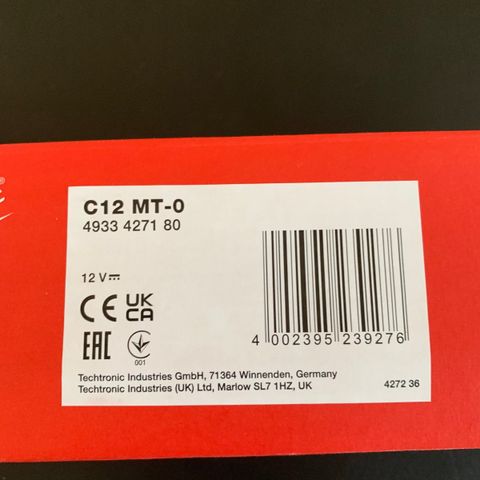 C12 MT-0
4933 4271 80
12 V⎓
CE UK
CA
EAC
001
4 002395 239276
Techtronic Industries GmbH, 71364 Winnenden, Germany
Techtronic Industries (UK) Ltd, Marlow SL7 1HZ, UK
4272 36
®